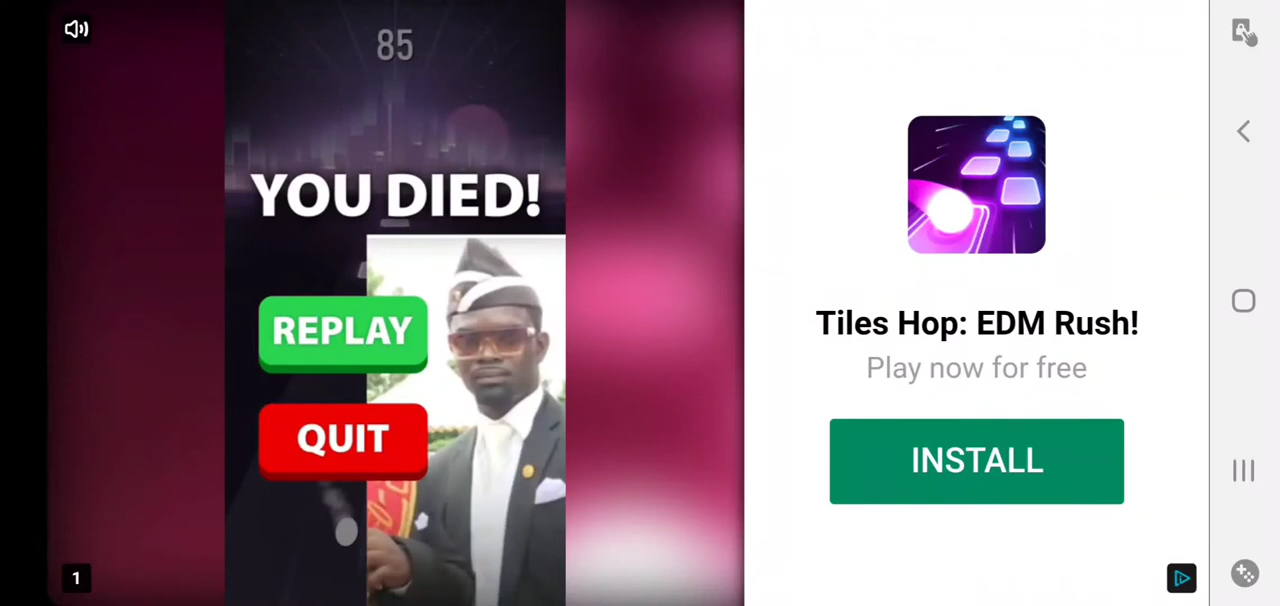 85
YOU DIED!
REPLAY
QUIT
1
Tiles Hop: EDM Rush!
Play now for free
INSTALL